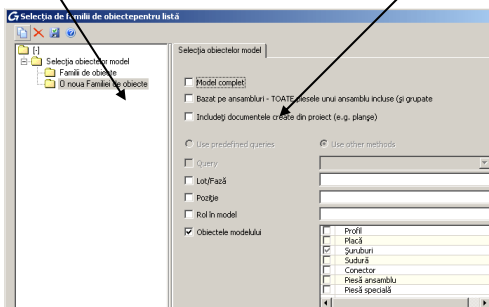 Selecția de familii de obiectepentru listă
[-]
Selecția obiectelor model
Familii de obiecte
O noua Familiei de obiecte
Selecția obiectelor model
Model complet
Bazat pe ansambluri - TOATE piesele unui ansamblu incluse (și grupate
Includeți documentele create din proiect (e.g. planșe)
Use predefined queries
Use other methods
Query
Lot/Fază
Poziție
Rol în model
Obiectele modelului
Profil
Placă
Șuruburi
Sudură
Conector
Piesă ansamblu
Piesă specială